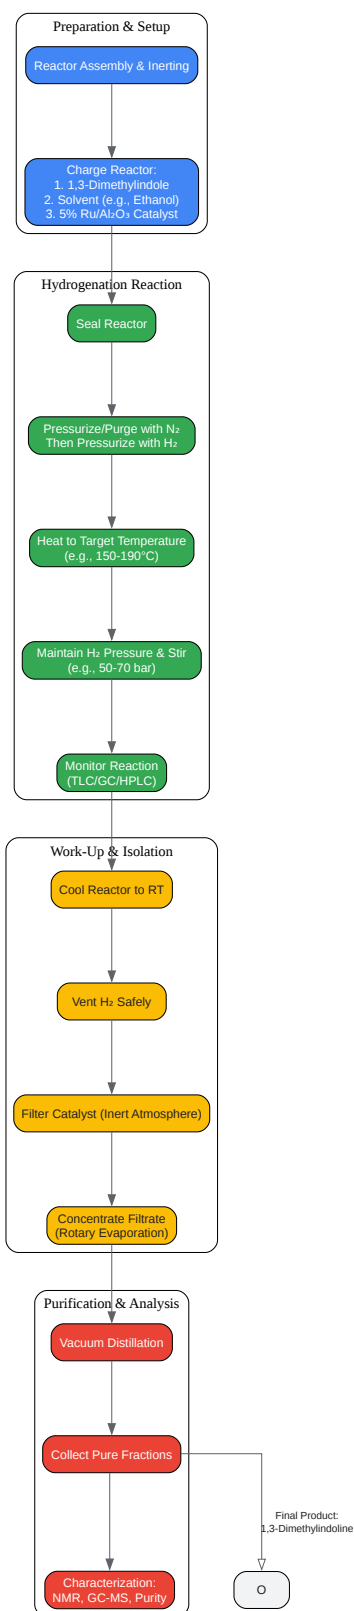 Preparation & Setup
Reactor Assembly & Inerting
Charge Reactor:
1. 1,3-Dimethylindole
2. Solvent (e.g., Ethanol)
3. 5% Ru/Al₂O₃ Catalyst
Hydrogenation Reaction
Seal Reactor
Pressurize/Purge with N₂
Then Pressurize with H₂
Heat to Target Temperature
(e.g., 150-190°C)
Maintain H₂ Pressure & Stir
(e.g., 50-70 bar)
Monitor Reaction
(TLC/GC/HPLC)
Work-Up & Isolation
Cool Reactor to RT
Vent H₂ Safely
Filter Catalyst (Inert Atmosphere)
Concentrate Filtrate
(Rotary Evaporation)
Purification & Analysis
Vacuum Distillation
Collect Pure Fractions
Final Product:
1,3-Dimethylindoline
Characterization:
NMR, GC-MS, Purity
O